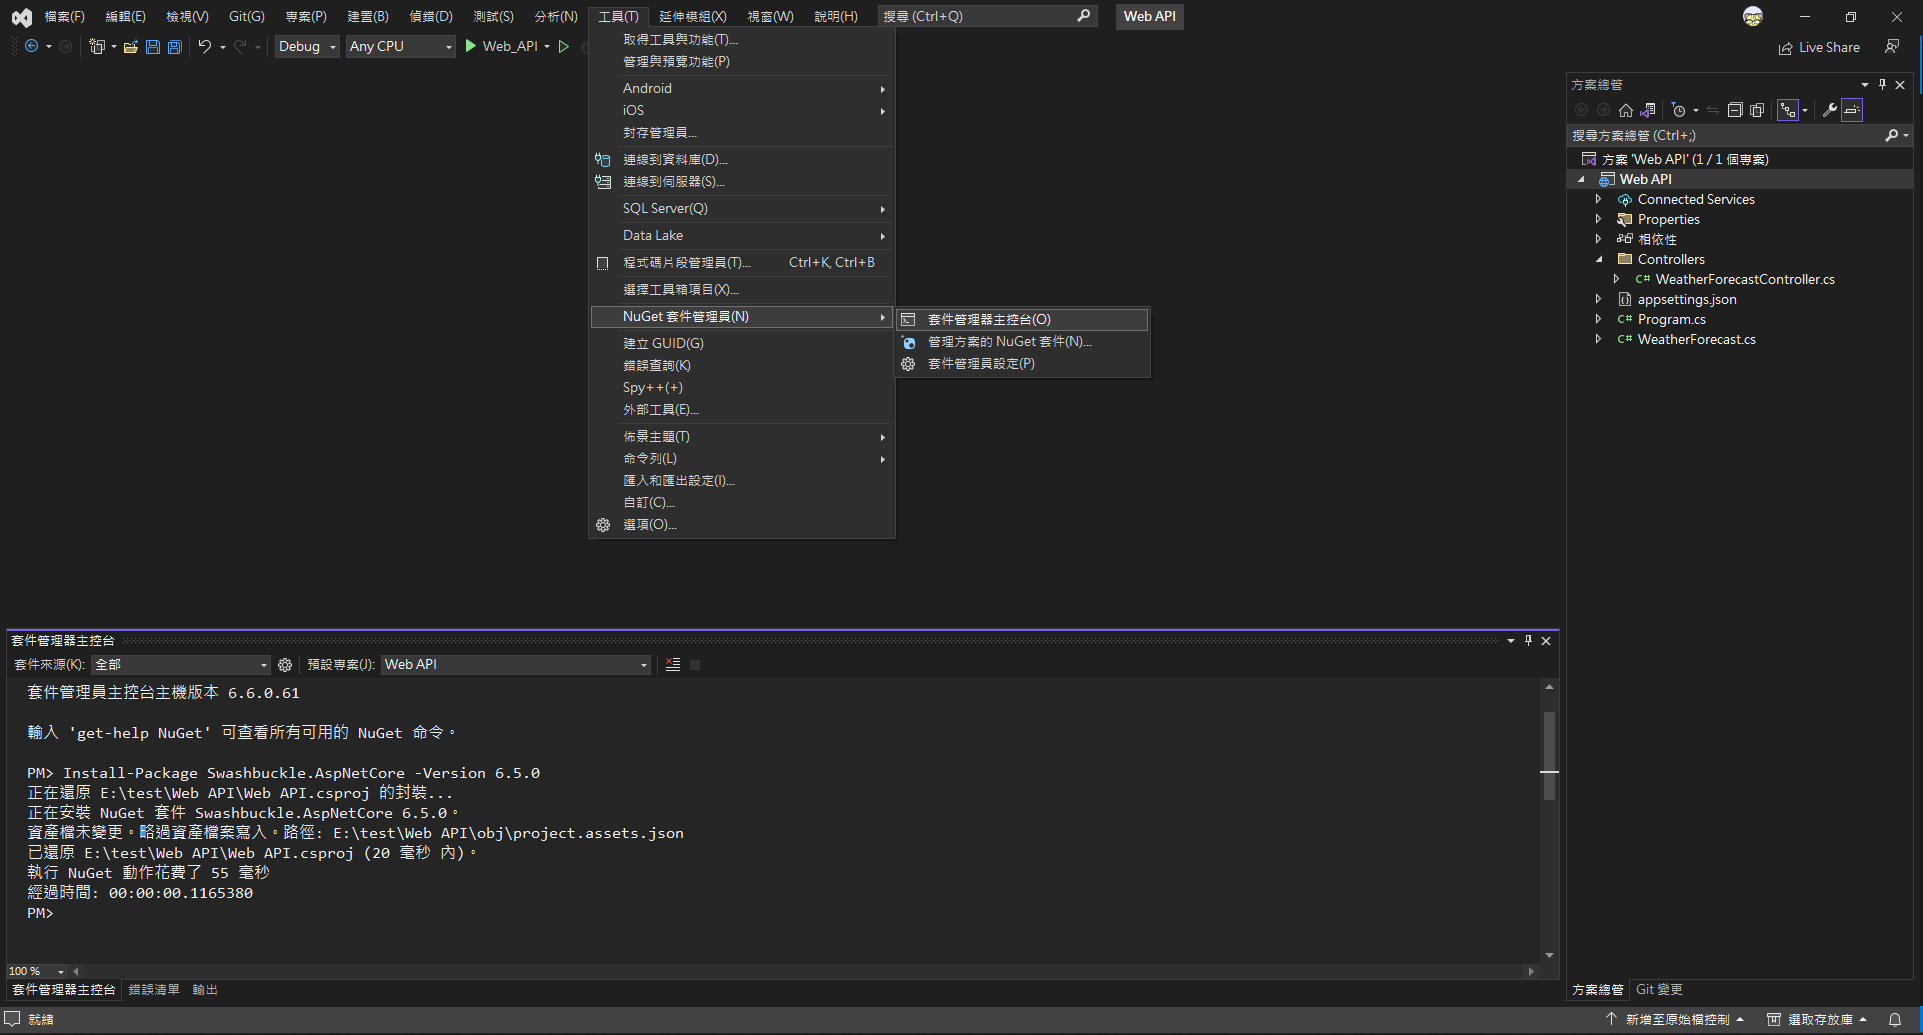 檔案(F) 編輯(E) 檢視(V) Git(G) 專案(P) 建置(B) 偵錯(D) 測試(S) 分析(N) 工具(T) 延伸模組(X) 視窗(W) 說明(H) 搜尋 (Ctrl+Q) Web API
Debug Any CPU Web_API Live Share
取得工具與功能(T)...
管理與預覽功能(P)
Android
iOS
封存管理員...
連線到資料庫(D)...
連線到伺服器(S)...
SQL Server(Q)
Data Lake
程式碼片段管理員(T)... Ctrl+K, Ctrl+B
選擇工具箱項目(X)...
NuGet 套件管理員(N)
建立 GUID(G)
錯誤查詢(K)
Spy++(+)
外部工具(E)...
佈景主題(T)
命令列(L)
匯入和匯出設定(I)...
自訂(C)...
選項(O)...
套件管理器主控台(O)
管理方案的 NuGet 套件(N)...
套件管理員設定(P)
方案總管
搜尋方案總管 (Ctrl+;)
方案 'Web API' (1 / 1 個專案)
Web API
Connected Services
Properties
相依性
Controllers
C# WeatherForecastController.cs
appsettings.json
C# Program.cs
C# WeatherForecast.cs
套件管理器主控台
套件來源(K): 全部 預設專案(J): Web API
套件管理員主控台主機版本 6.6.0.61
輸入 'get-help NuGet' 可查看所有可用的 NuGet 命令。
PM> Install-Package Swashbuckle.AspNetCore -Version 6.5.0
正在還原 E:\test\Web API\Web API.csproj 的封裝...
正在安裝 NuGet 套件 Swashbuckle.AspNetCore 6.5.0。
資產檔未變更。略過資產檔案寫入。路徑: E:\test\Web API\obj\project.assets.json
已還原 E:\test\Web API\Web API.csproj (20 毫秒 內)。
執行 NuGet 動作花費了 55 毫秒
經過時間: 00:00:00.1165380
PM>
100 %
套件管理器主控台 錯誤清單 輸出
方案總管 Git 變更
就緒 新增至原始檔控制 選取存放庫